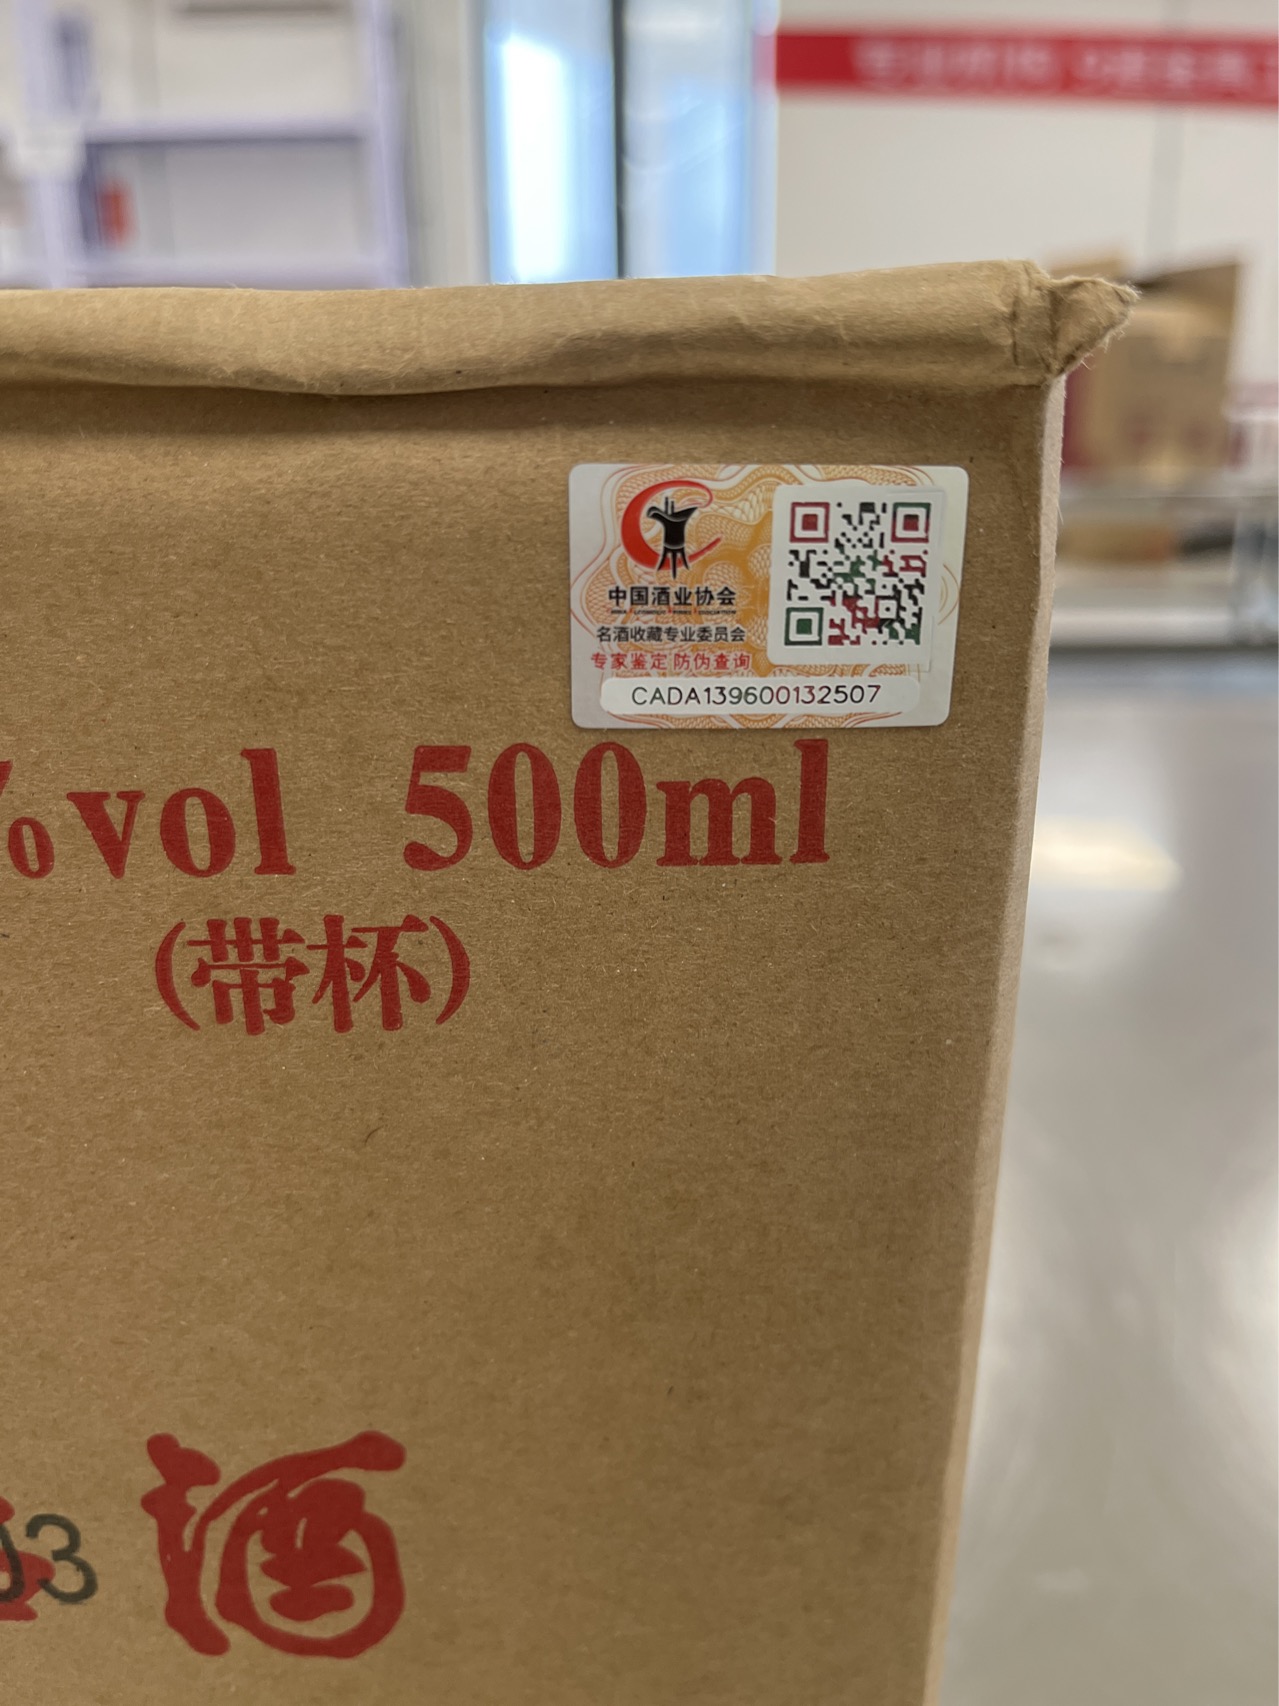 中国酒业协会
名酒收藏专业委员会
专家鉴定 防伪查询
CADA139600132507
%vol 500ml
(带杯)
03
酒